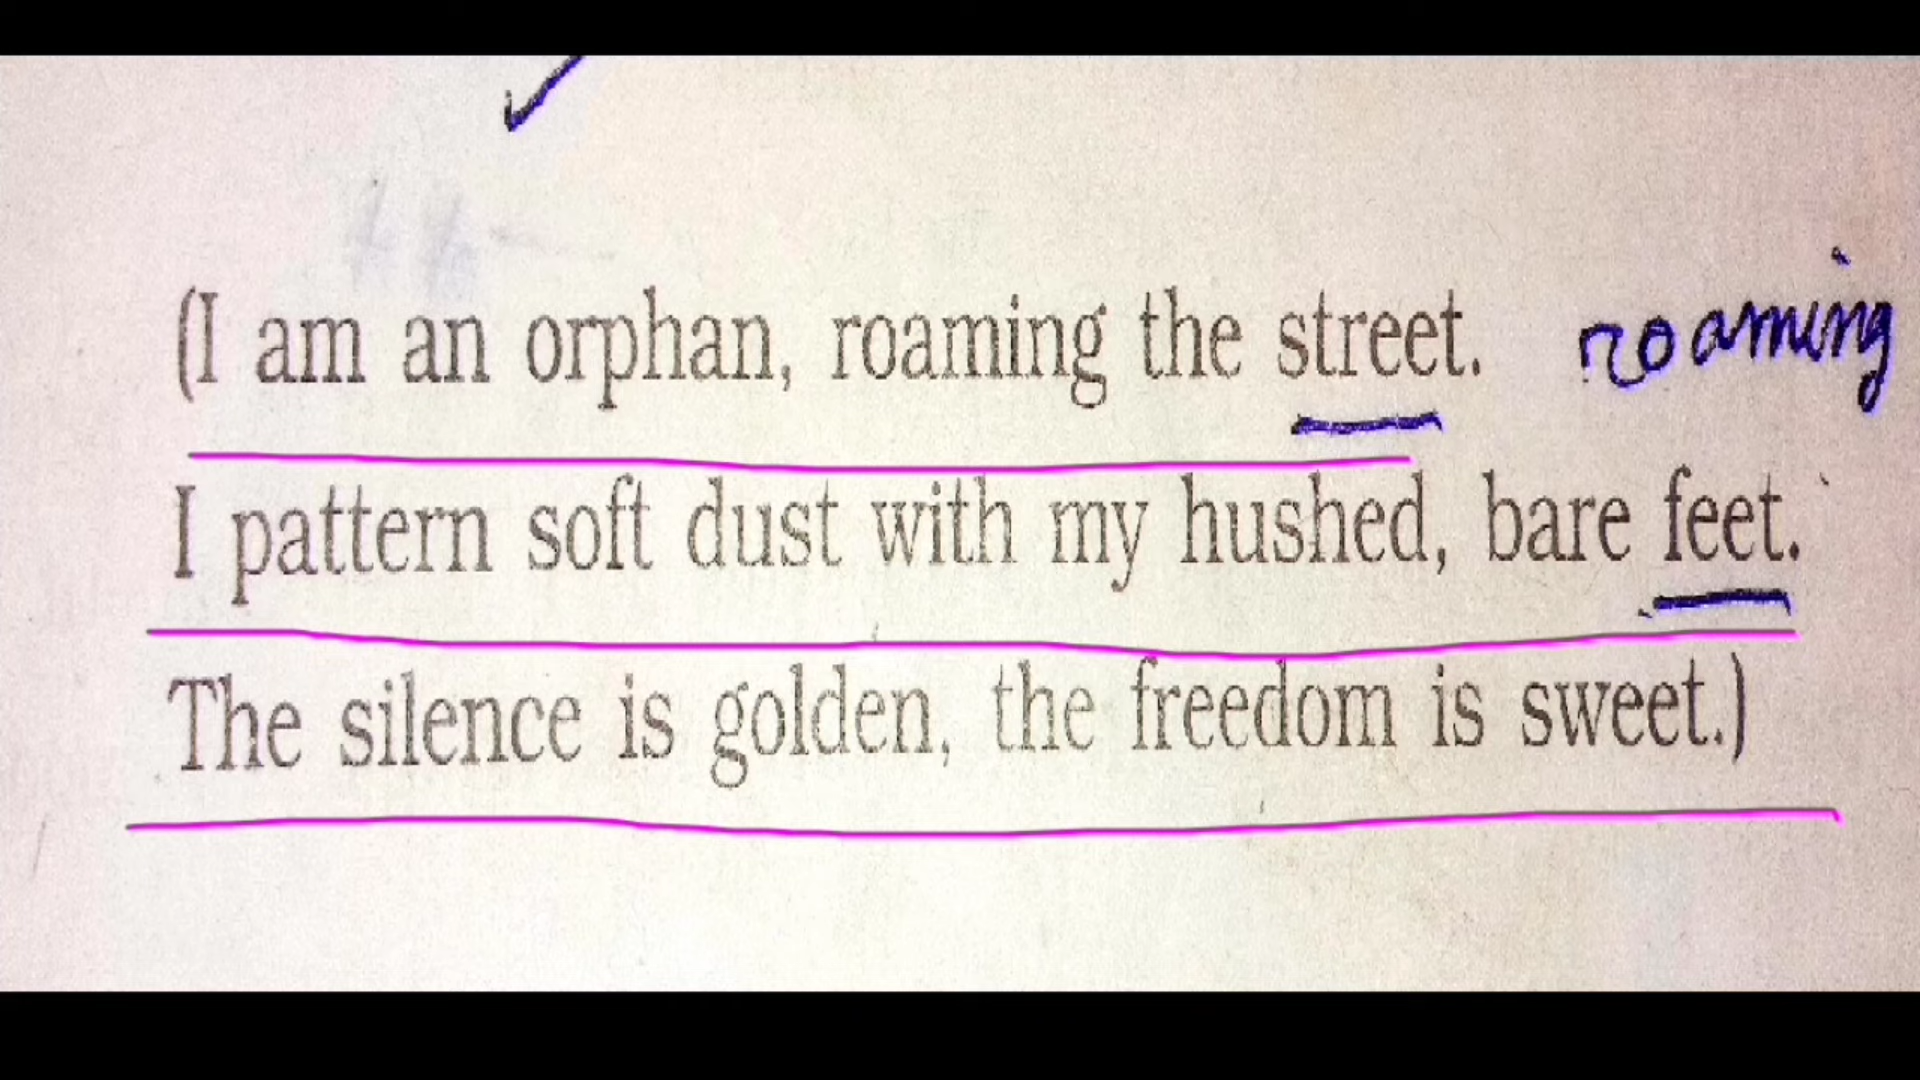 (I am an orphan, roaming the street. roaming
I pattern soft dust with my hushed, bare feet.
The silence is golden, the freedom is sweet.)